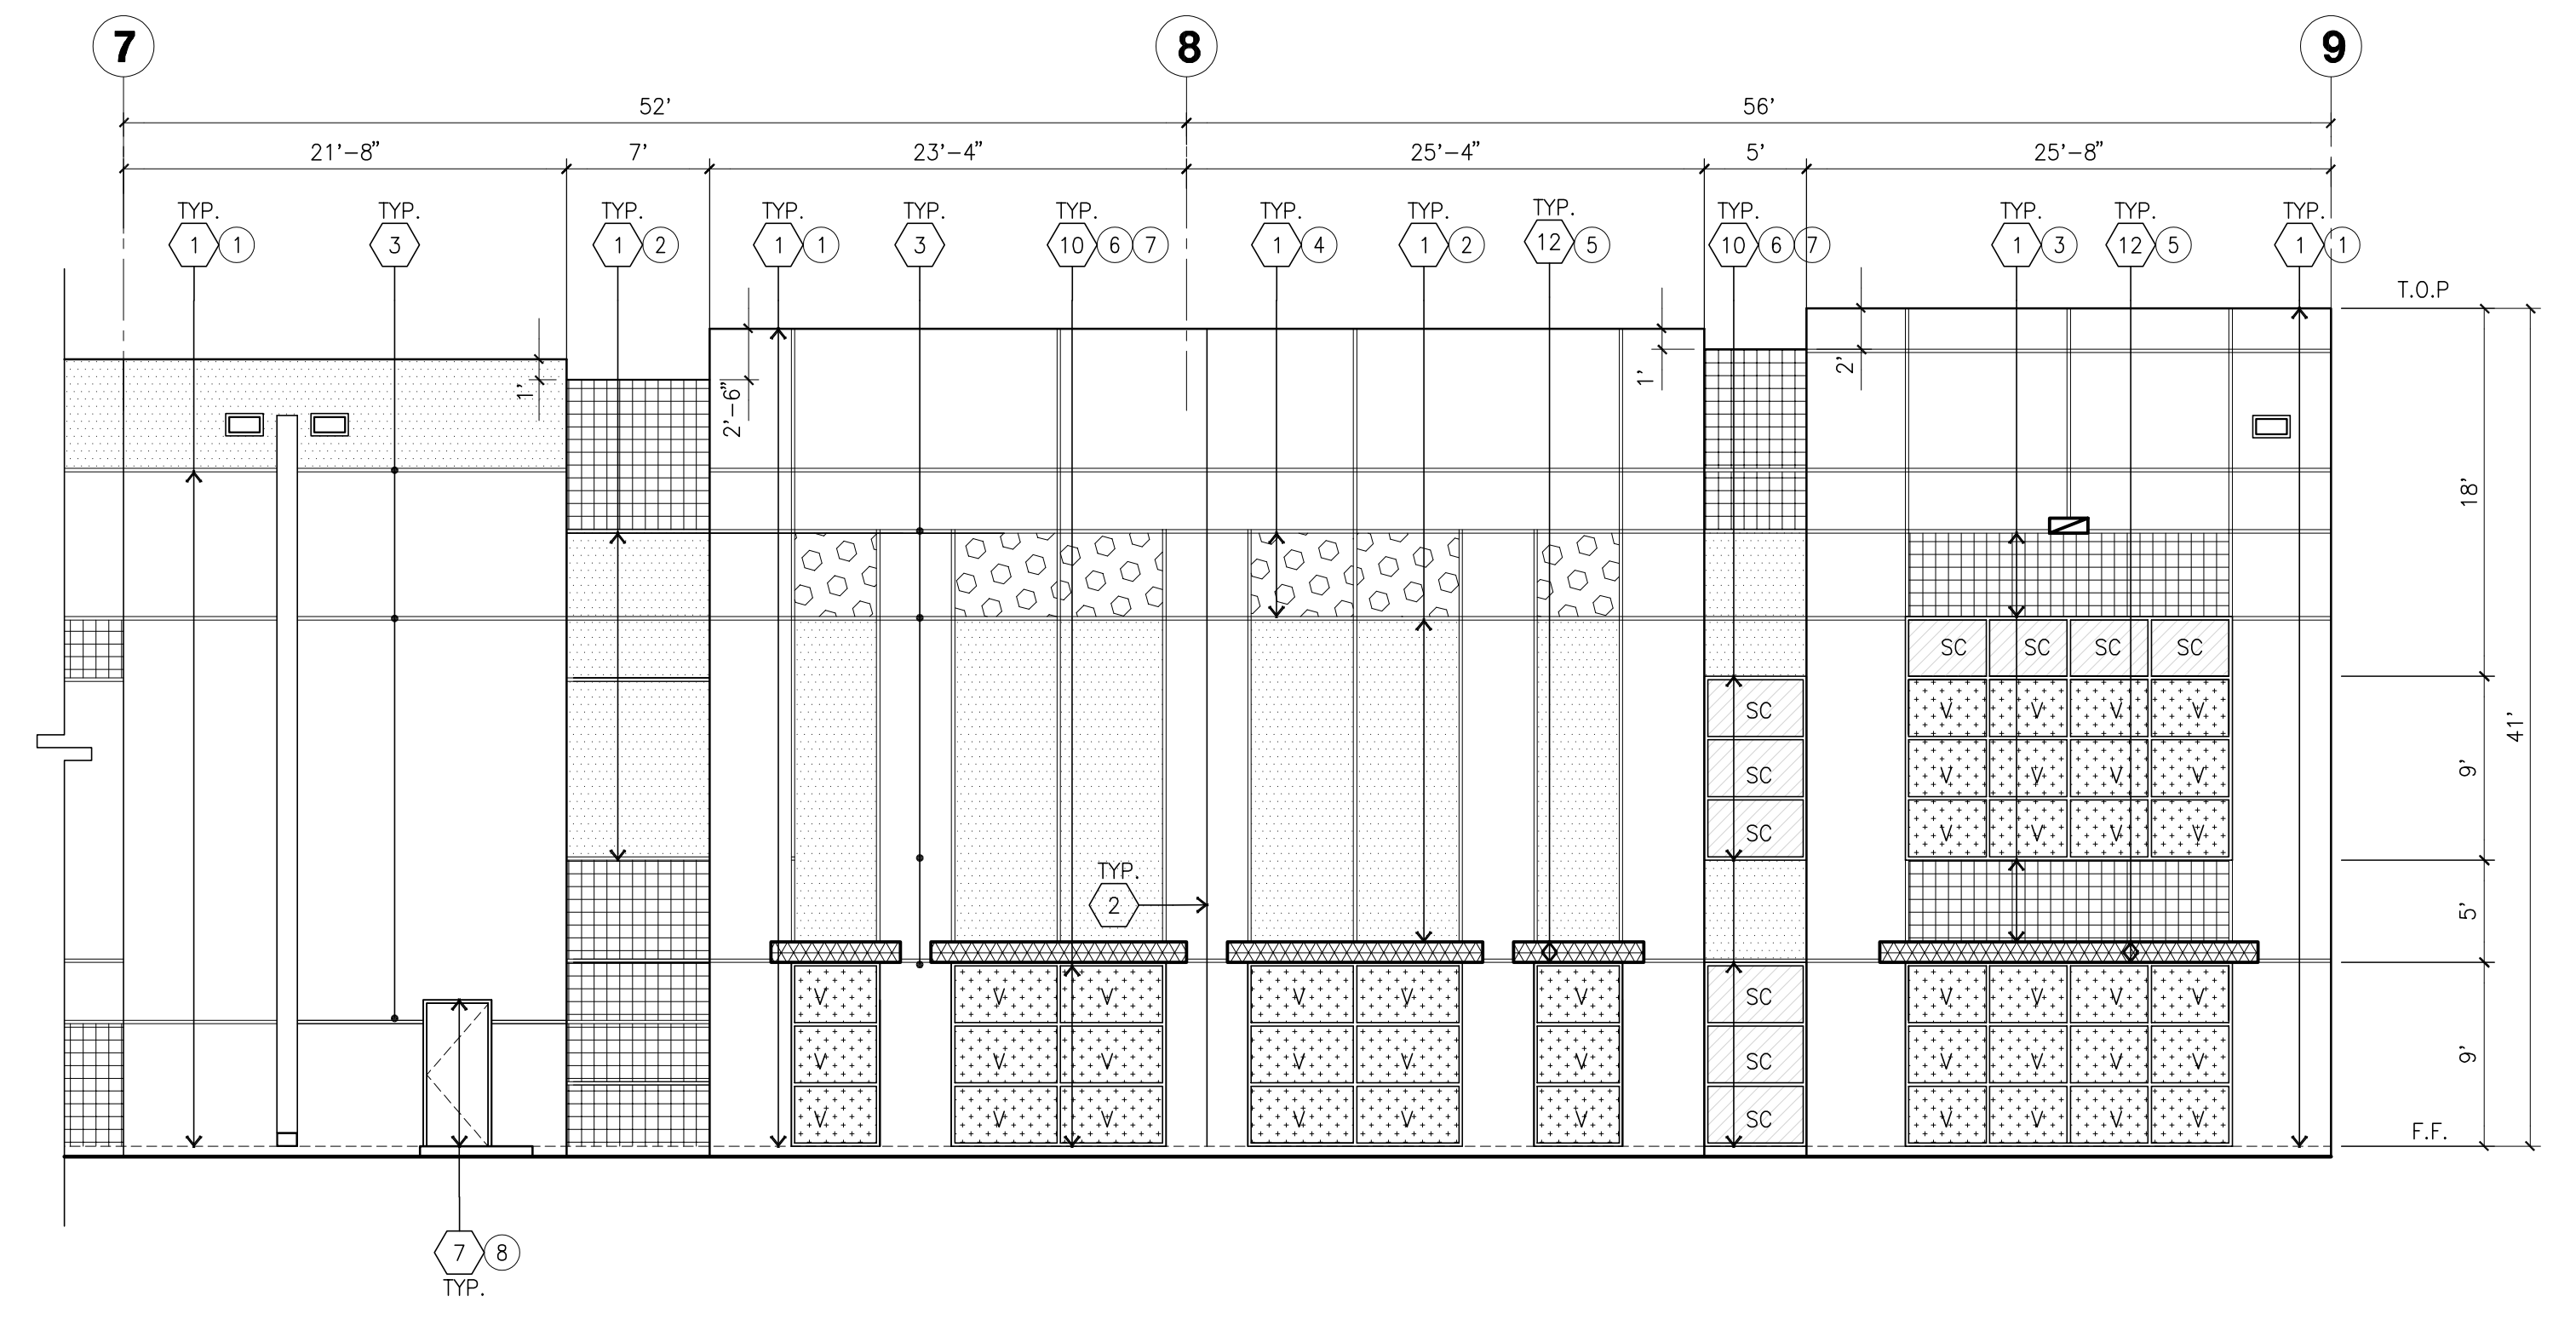 7 8 9
52' 56'
21'-8" 7' 23'-4" 25'-4" 5' 25'-8"
TYP. TYP. TYP. TYP. TYP. TYP. TYP. TYP. TYP. TYP. TYP. TYP. TYP.
1 1 3 1 2 1 1 3 10 6 7 1 4 1 2 12 5 10 6 7 1 3 12 5 1 1
T.O.P
1' 2'-6" 1' 2'
18'
SC SC SC SC
SC V V V V
41'
SC V V V V 9'
SC V V V V
TYP.
2
5'
V V V V V V SC V V V V
V V V V V V SC V V V V 9'
V V V V V V SC V V V V
F.F.
7 8
TYP.